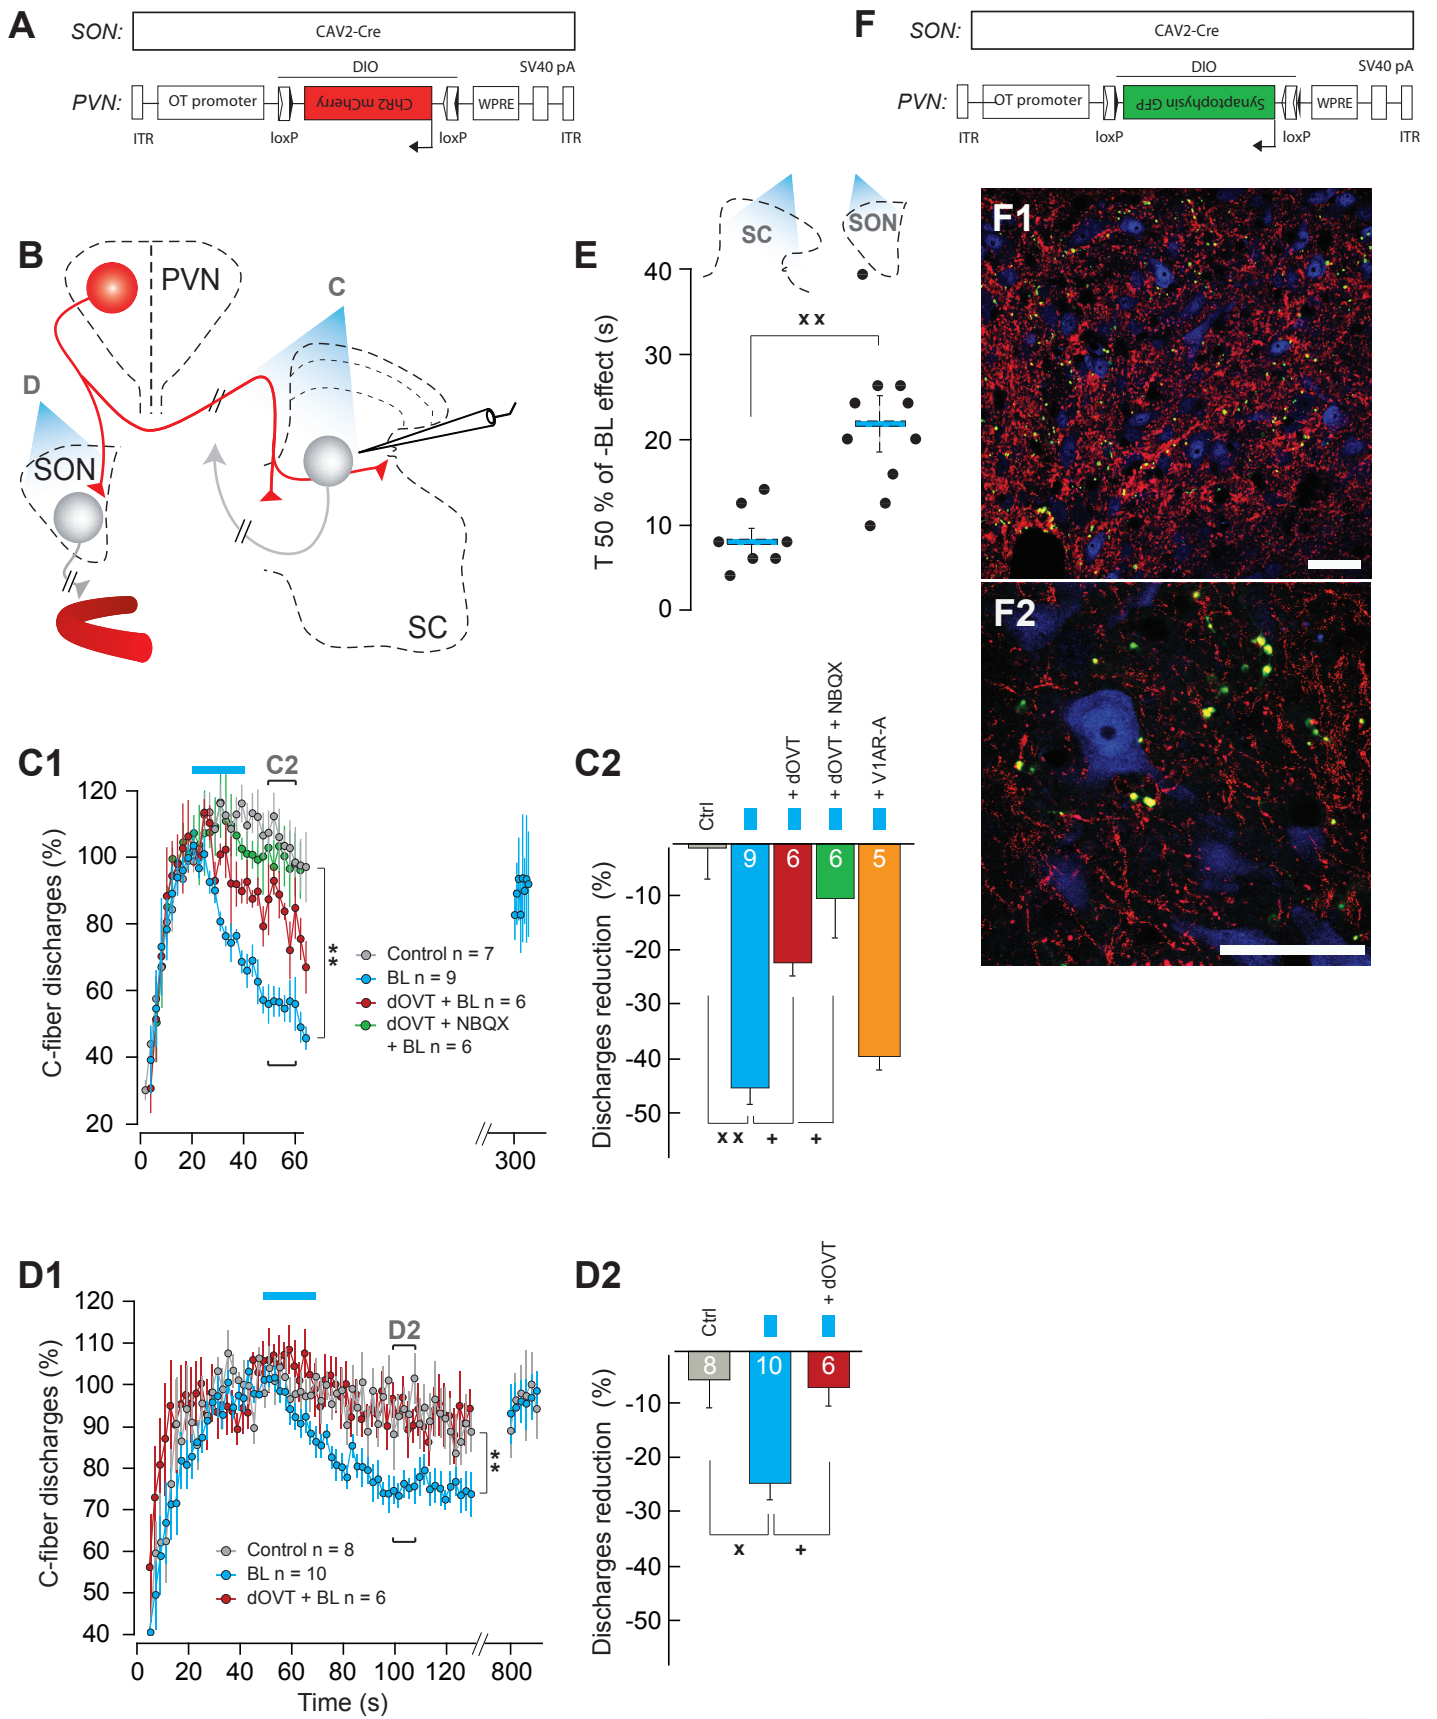 A
SON:
CAV2-Cre
DIO
SV40 pA
PVN:
OT promoter
ChR2 mCherry
WPRE
ITR
loxP
loxP
ITR
F
SON:
CAV2-Cre
DIO
SV40 pA
PVN:
OT promoter
Synaptophysin GFP
WPRE
ITR
loxP
loxP
ITR
B
PVN
C
D
SON
SC
E
SC
SON
T 50 % of -BL effect (s)
40
30
20
10
0
x x
F1
F2
C1
C2
C-fiber discharges (%)
120
100
80
60
40
20
0
20
40
60
300
**
Control n = 7
BL n = 9
dOVT + BL n = 6
dOVT + NBQX
+ BL n = 6
C2
Discharges reduction (%)
Ctrl
+ dOVT
+ dOVT + NBQX
+ V1AR-A
9
6
6
5
-10
-20
-30
-40
-50
x x
+
+
D1
D2
C-fiber discharges (%)
120
110
100
90
80
70
60
50
40
0
20
40
60
80
100
120
800
Time (s)
**
Control n = 8
BL n = 10
dOVT + BL n = 6
D2
Discharges reduction (%)
Ctrl
+ dOVT
8
10
6
-10
-20
-30
-40
-50
x
+